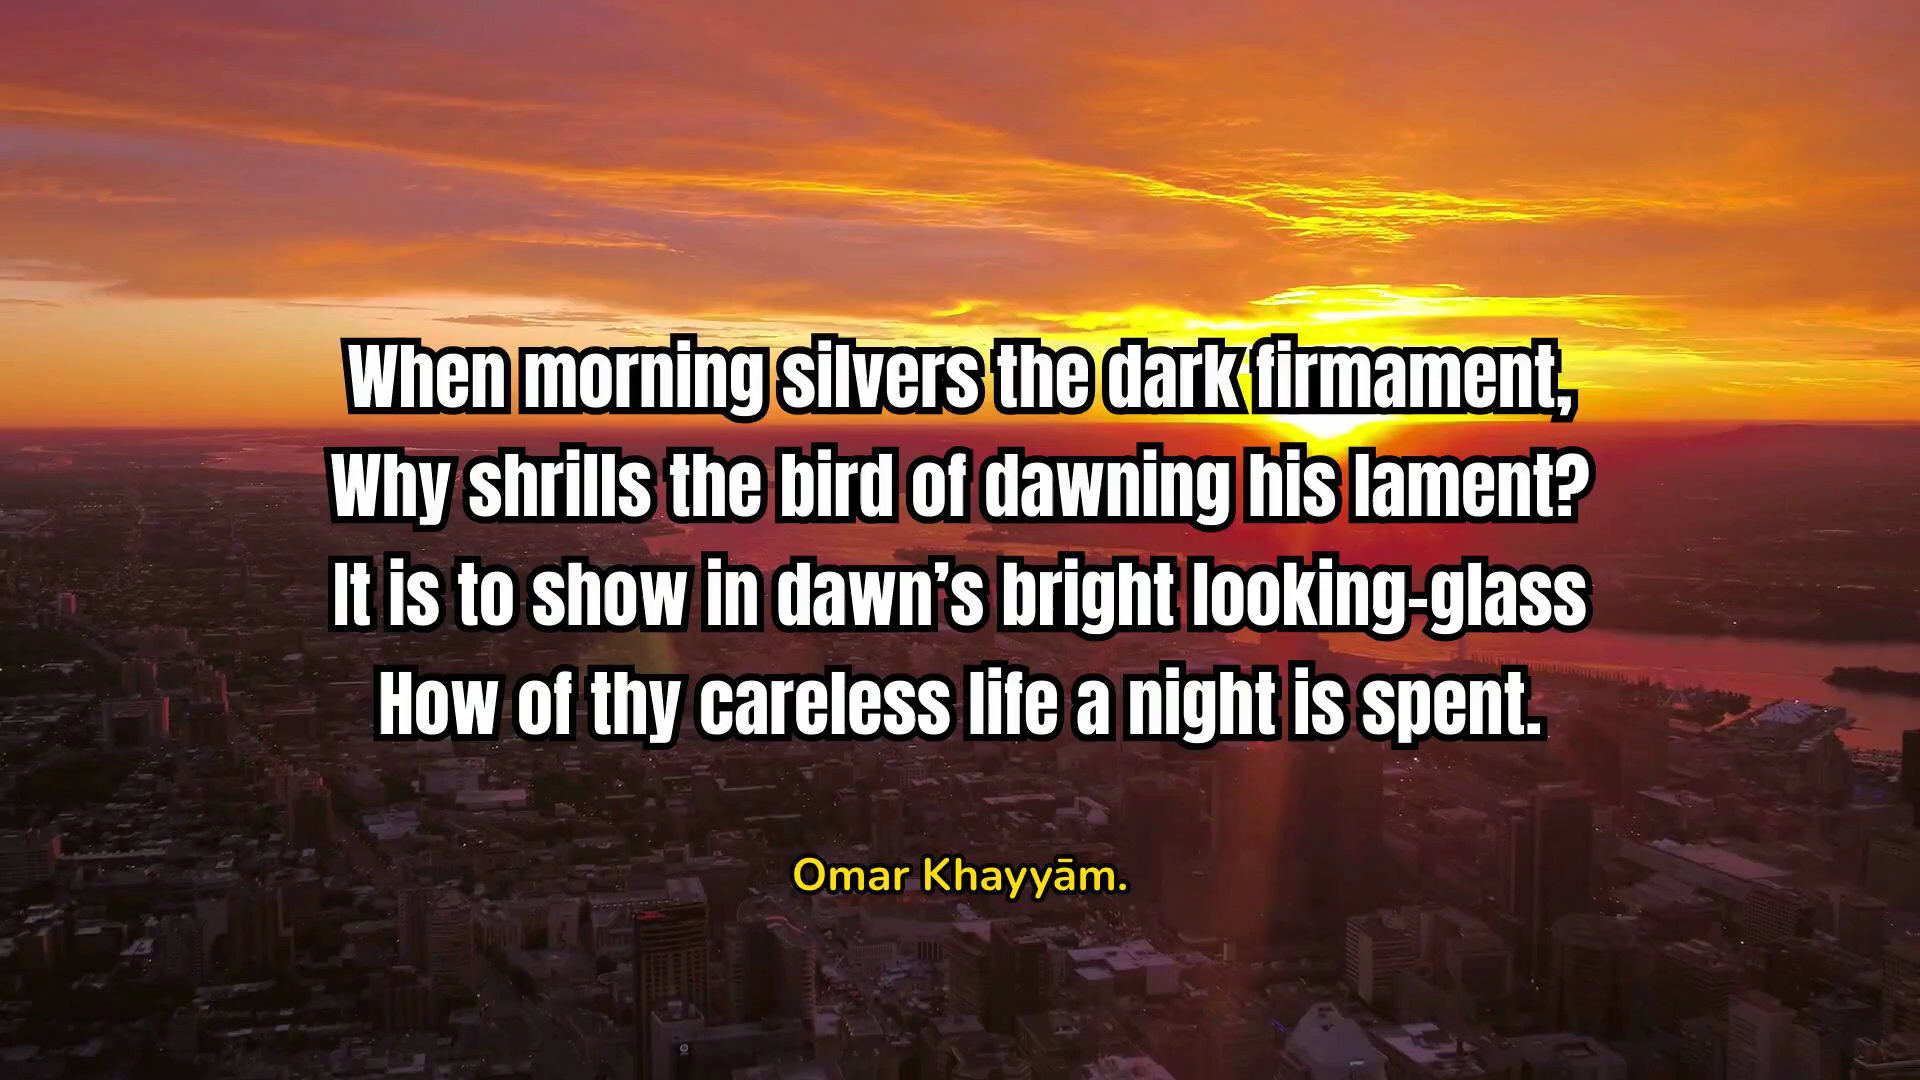 When morning silvers the dark firmament,
Why shrills the bird of dawning his lament?
It is to show in dawn’s bright looking-glass
How of thy careless life a night is spent.
Omar Khayyām.